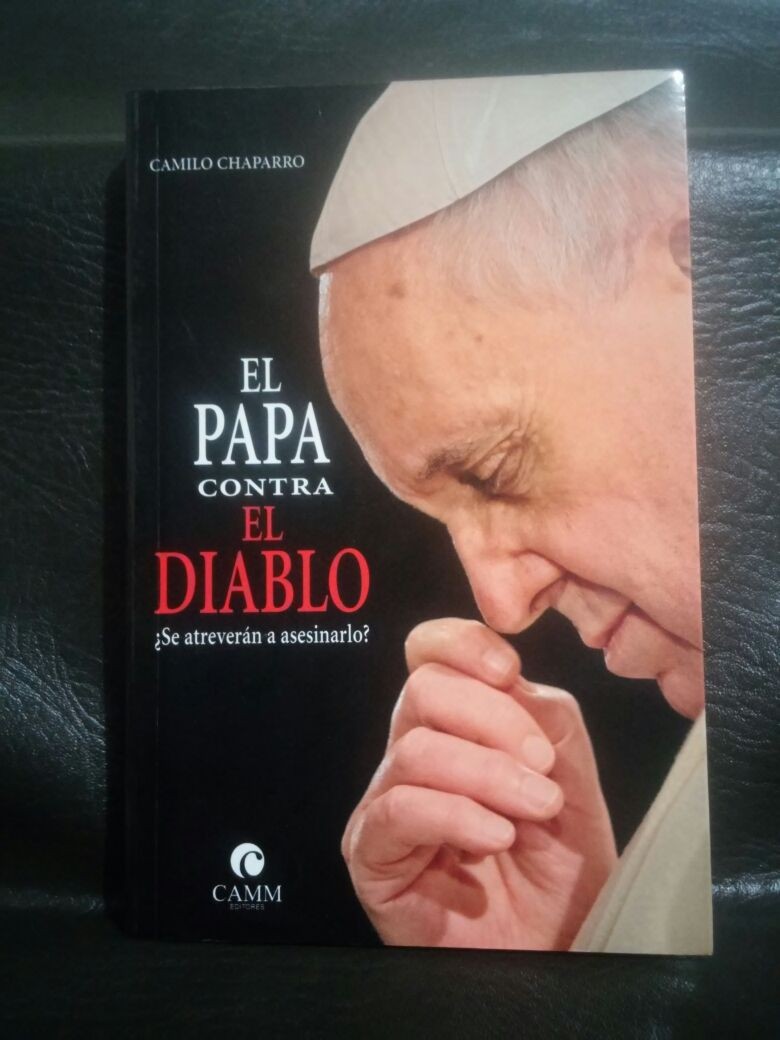 CAMILO CHAPARRO
EL
PAPA
CONTRA
EL
DIABLO
¿Se atreverán a asesinarlo?
CAMM
EDITORES